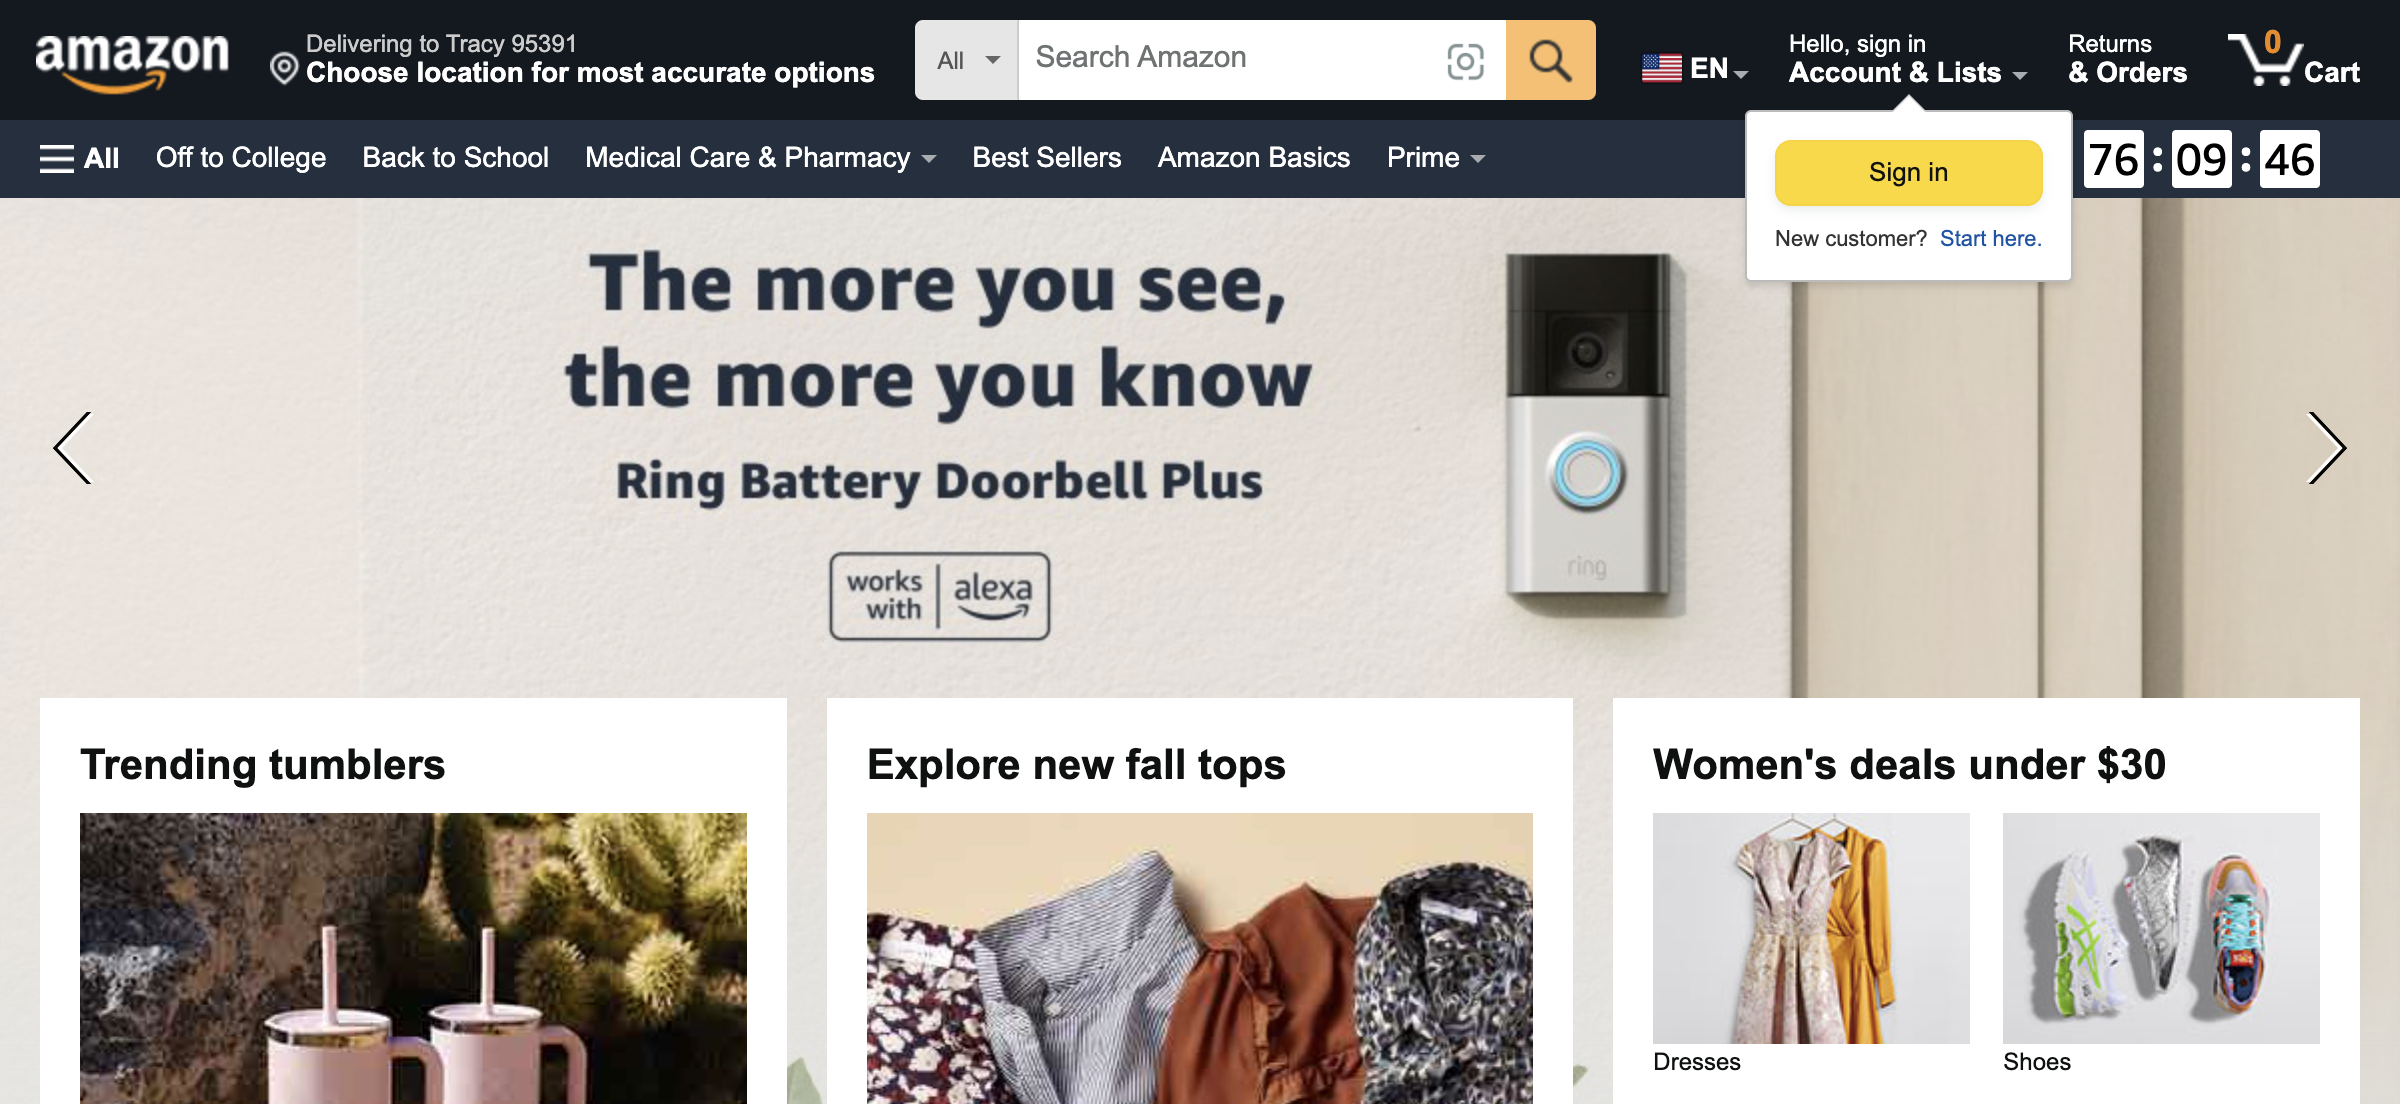 amazon
Delivering to Tracy 95391
Choose location for most accurate options
All
Search Amazon
EN
Hello, sign in
Account & Lists
Returns
& Orders
0
Cart
All
Off to College
Back to School
Medical Care & Pharmacy
Best Sellers
Amazon Basics
Prime
76:09:46
Sign in
New customer? Start here.
The more you see,
the more you know
Ring Battery Doorbell Plus
works
with
alexa
ring
Trending tumblers
Explore new fall tops
Women's deals under $30
Dresses
Shoes